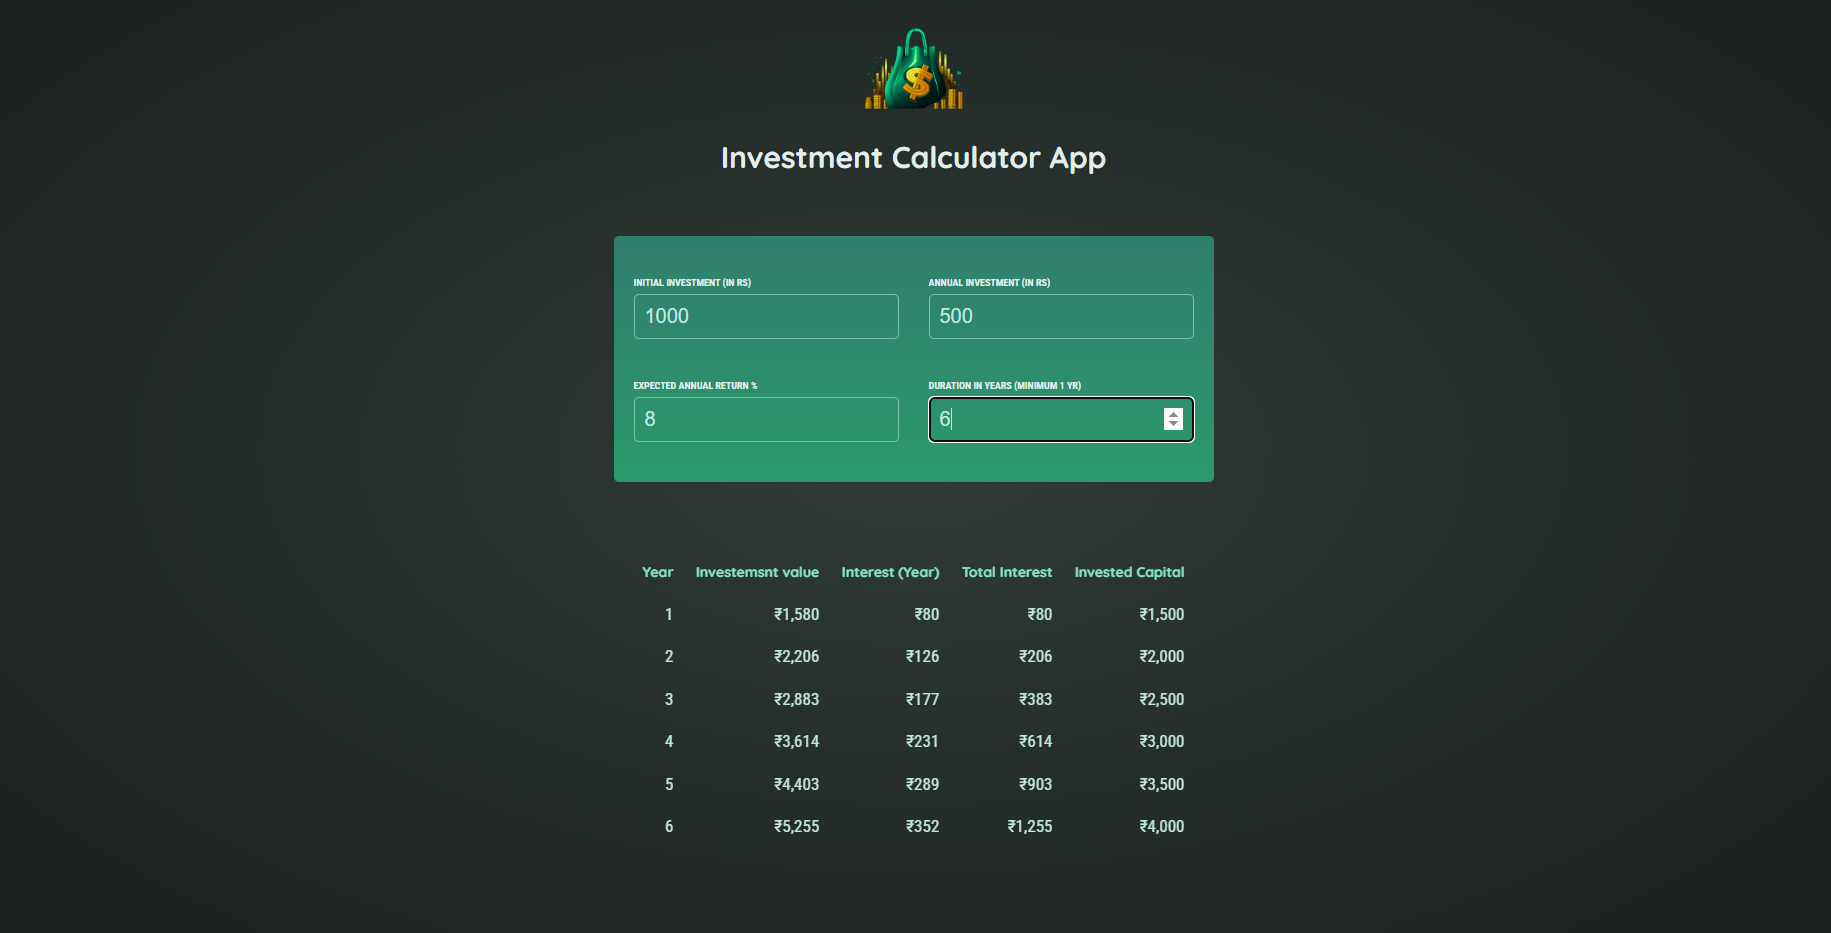 $
Investment Calculator App
INITIAL INVESTMENT (IN RS) ANNUAL INVESTMENT (IN RS)
1000 500
EXPECTED ANNUAL RETURN % DURATION IN YEARS (MINIMUM 1 YR)
8 6
Year Investemsnt value Interest (Year) Total Interest Invested Capital
1 ₹1,580 ₹80 ₹80 ₹1,500
2 ₹2,206 ₹126 ₹206 ₹2,000
3 ₹2,883 ₹177 ₹383 ₹2,500
4 ₹3,614 ₹231 ₹614 ₹3,000
5 ₹4,403 ₹289 ₹903 ₹3,500
6 ₹5,255 ₹352 ₹1,255 ₹4,000